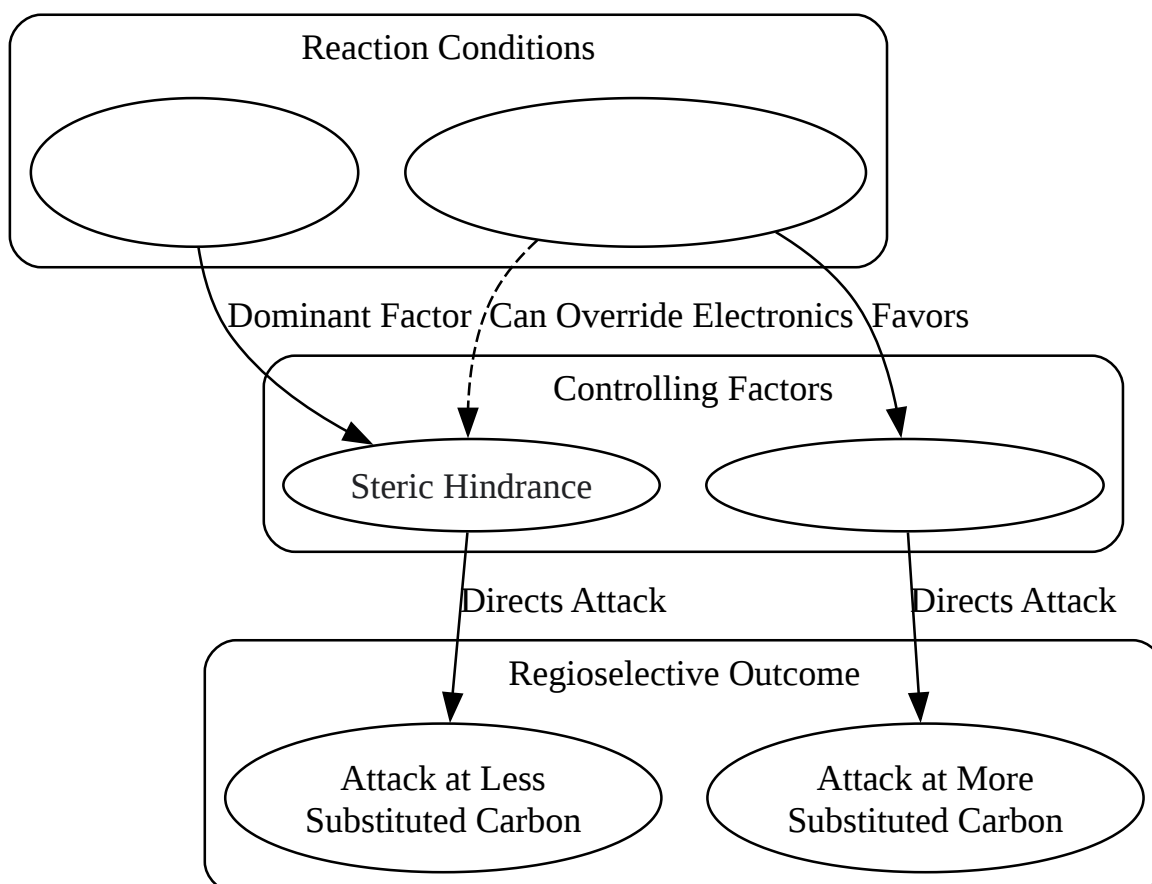 Reaction Conditions
Dominant Factor
Can Override Electronics
Favors
Controlling Factors
Steric Hindrance
Directs Attack
Directs Attack
Regioselective Outcome
Attack at Less
Substituted Carbon
Attack at More
Substituted Carbon